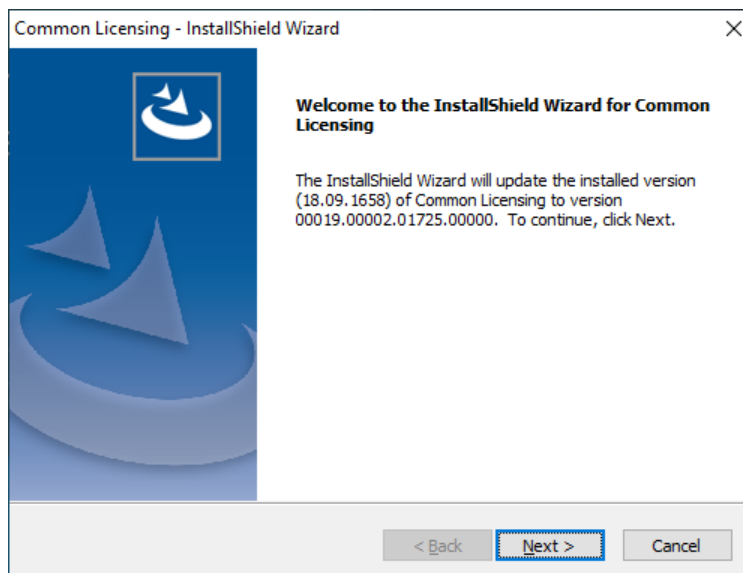 Common Licensing - InstallShield Wizard
Welcome to the InstallShield Wizard for Common
Licensing
The InstallShield Wizard will update the installed version
(18.09.1658) of Common Licensing to version
00019.00002.01725.00000.  To continue, click Next.
< Back
Next >
Cancel